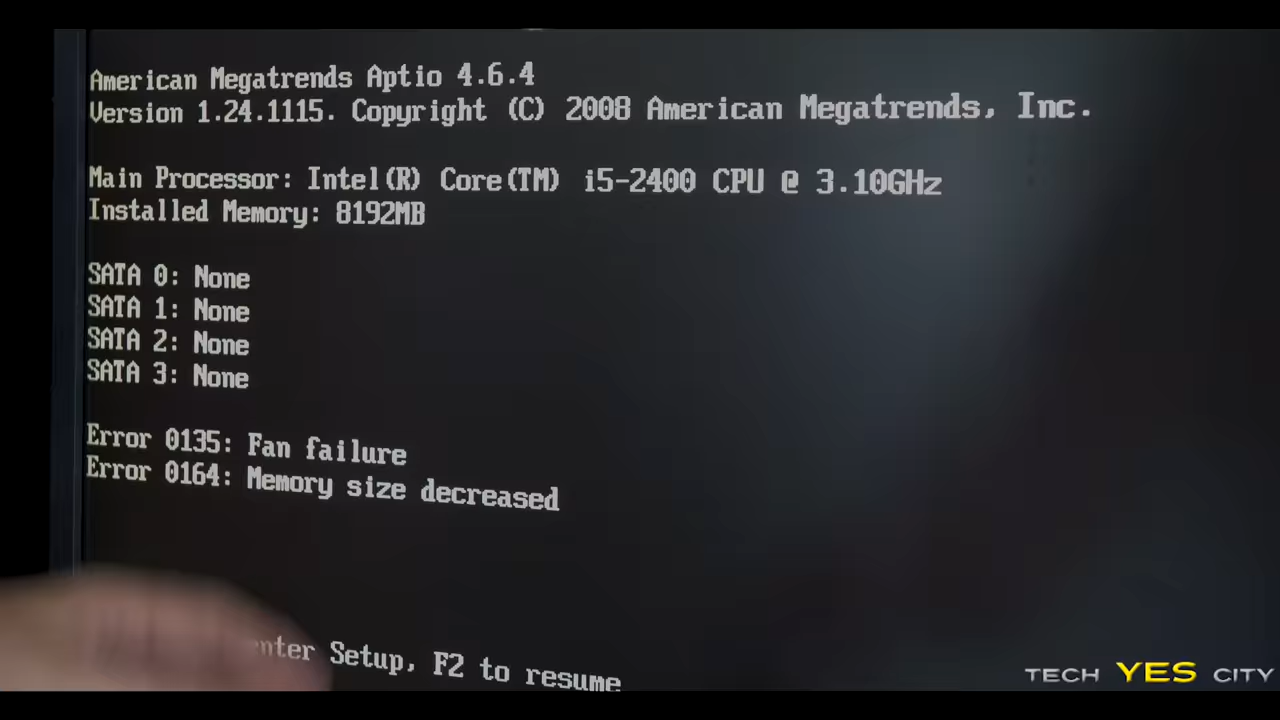 American Megatrends Aptio 4.6.4
Version 1.24.1115. Copyright (C) 2008 American Megatrends, Inc.
Main Processor: Intel(R) Core(TM) i5-2400 CPU @ 3.10GHz
Installed Memory: 8192MB
SATA 0: None
SATA 1: None
SATA 2: None
SATA 3: None
Error 0135: Fan failure
Error 0164: Memory size decreased
Setup, F2 to resume
TECH YES CITY